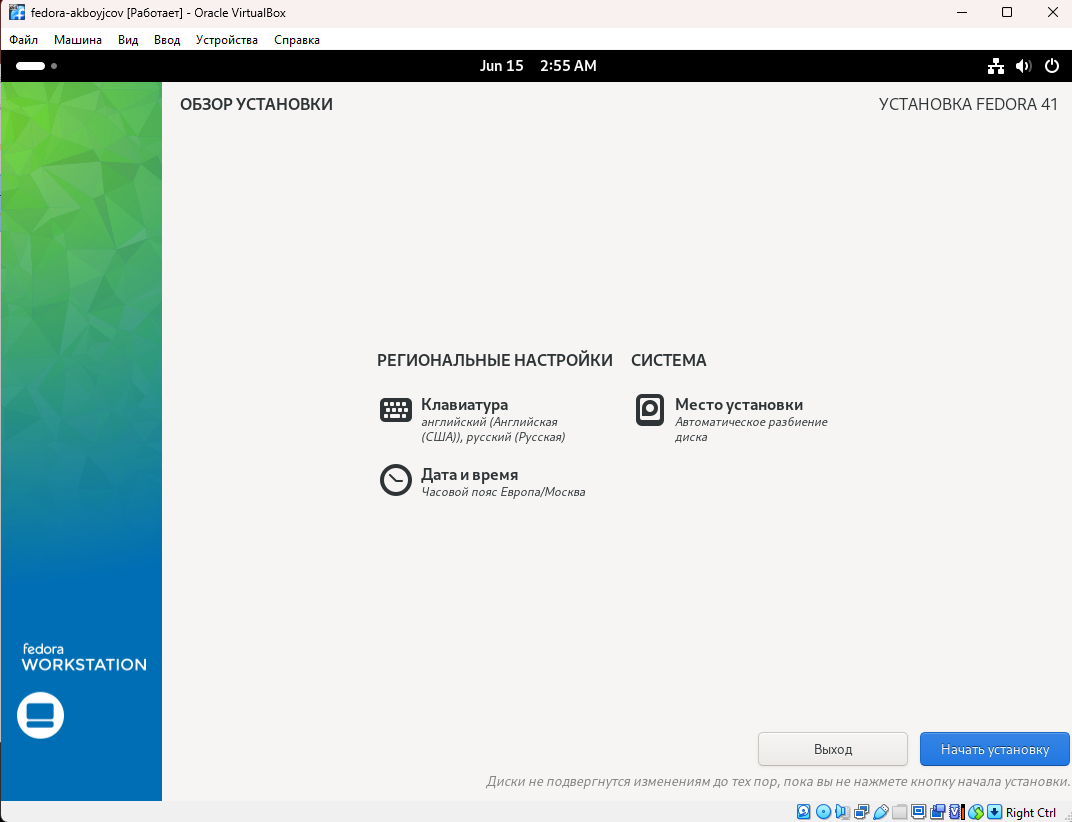 fedora-akboyjcov [Работает] - Oracle VirtualBox
Файл Машина Вид Ввод Устройства Справка
Jun 15 2:55 AM
ОБЗОР УСТАНОВКИ
УСТАНОВКА FEDORA 41
РЕГИОНАЛЬНЫЕ НАСТРОЙКИ
Клавиатура
английский (Английская
(США)), русский (Русская)
Дата и время
Часовой пояс Европа/Москва
СИСТЕМА
Место установки
Автоматическое разбиение
диска
fedora
WORKSTATION
Выход
Начать установку
Диски не подвергнутся изменениям до тех пор, пока вы не нажмете кнопку начала установки.
Right Ctrl